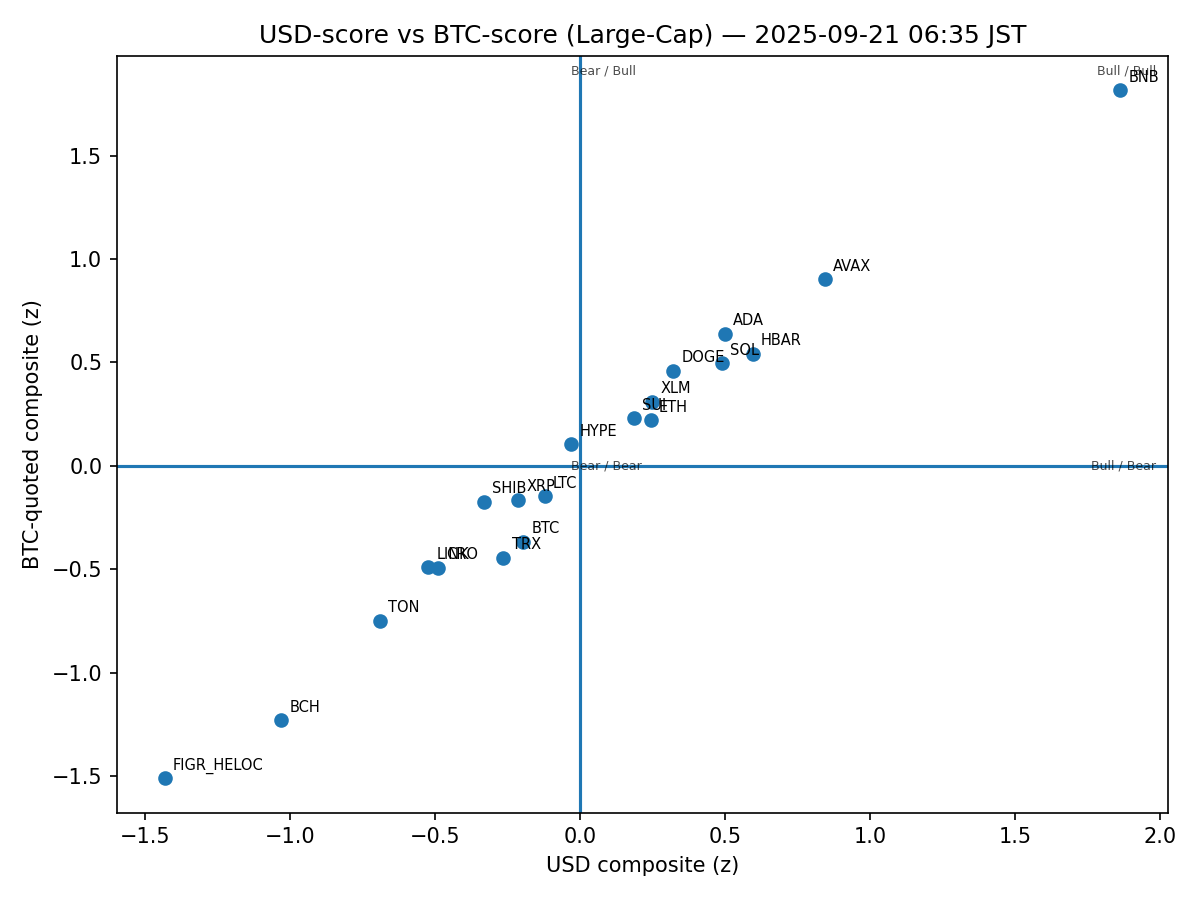 USD-score vs BTC-score (Large-Cap) — 2025-09-21 06:35 JST
Bear / Bull
Bull / Bull
BNB
1.5
AVAX
1.0
ADA
HBAR
SOL
DOGE
0.5
XLM
SUI
ETH
HYPE
Bear / Bear
Bull / Bear
0.0
LTC
XRP
SHIB
BTC
TRX
LINK
CRO
−0.5
TON
−1.0
BCH
FIGR_HELOC
−1.5
BTC-quoted composite (z)
−1.5
−1.0
−0.5
0.0
0.5
1.0
1.5
2.0
USD composite (z)